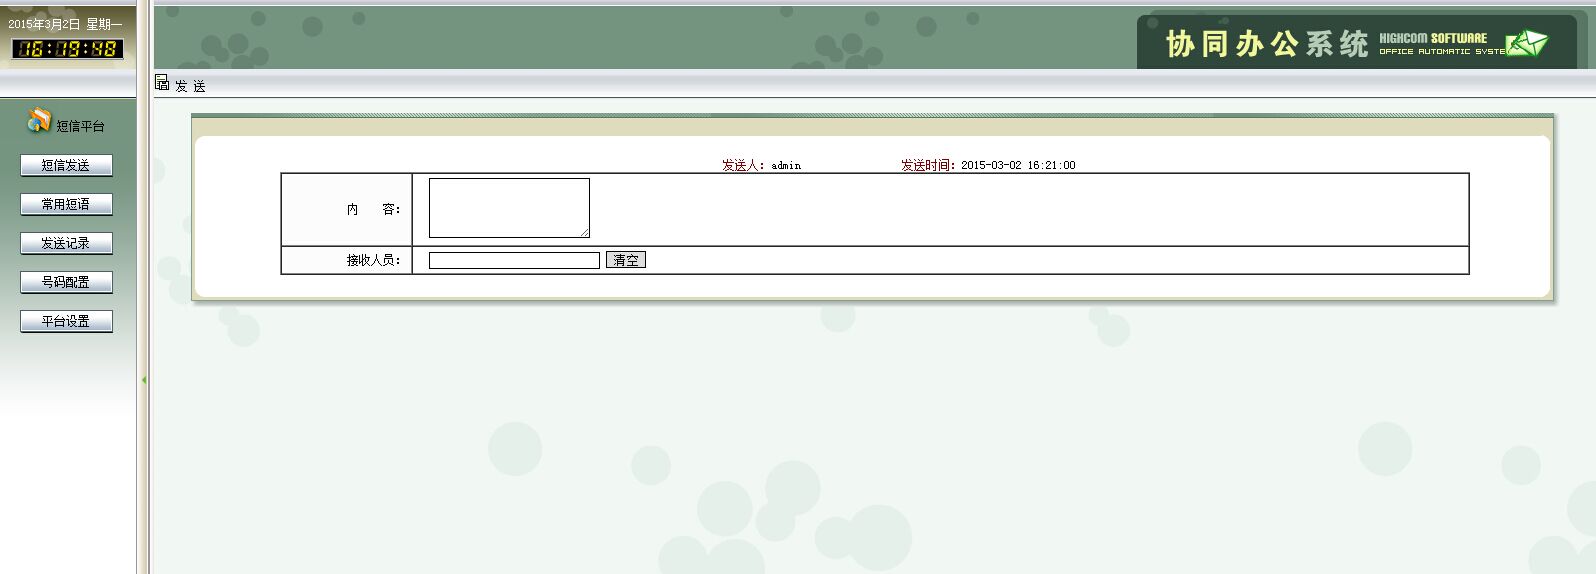 2015年3月2日 星期一
16:19:48
协同办公系统
HIGHCOM SOFTWARE
OFFICE AUTOMATIC SYSTE
发 送
短信平台
短信发送
常用短语
发送记录
号码配置
平台设置
发送人：admin
发送时间：2015-03-02 16:21:00
内 容：
接收人员：
清空